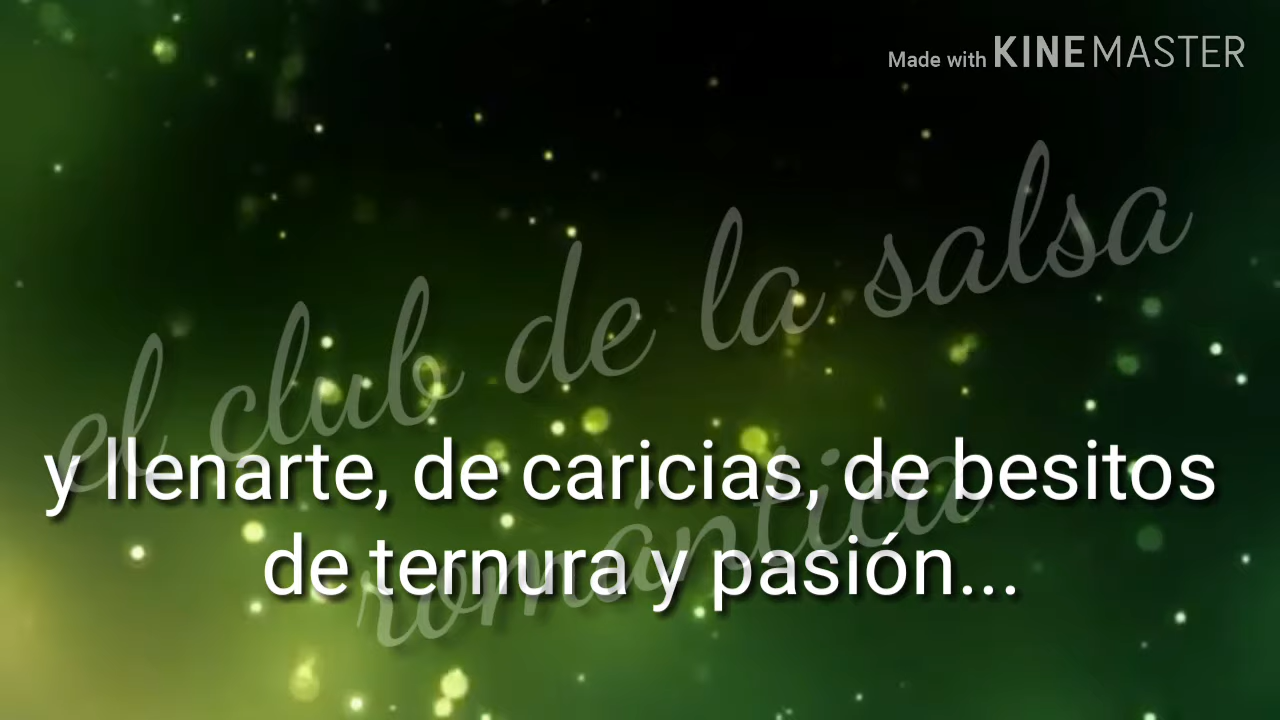 Made with KINEMASTER
el club de la salsa
romántica
y llenarte, de caricias, de besitos
de ternura y pasión...